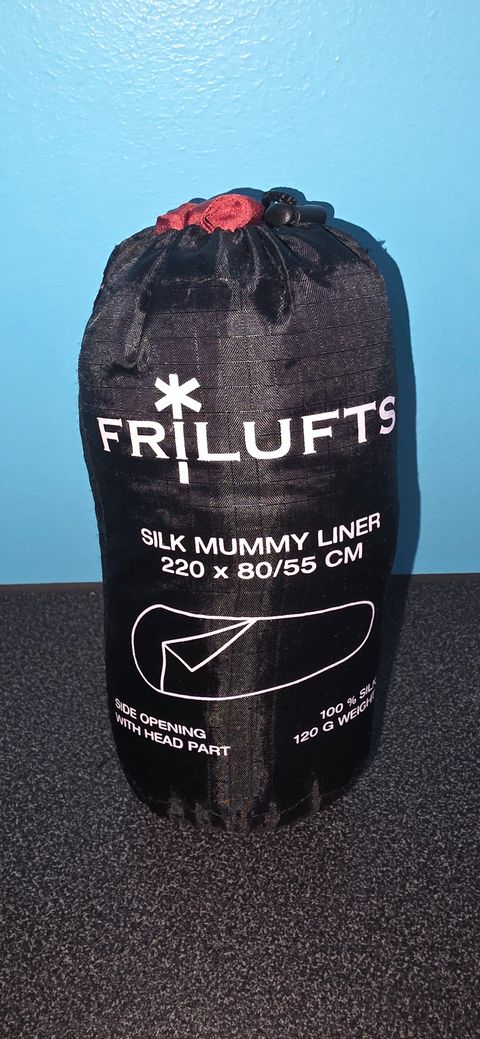 FRILUFTS
SILK MUMMY LINER
220 x 80/55 CM
SIDE OPENING
WITH HEAD PART
100 % SILK
120 G WEIGHT